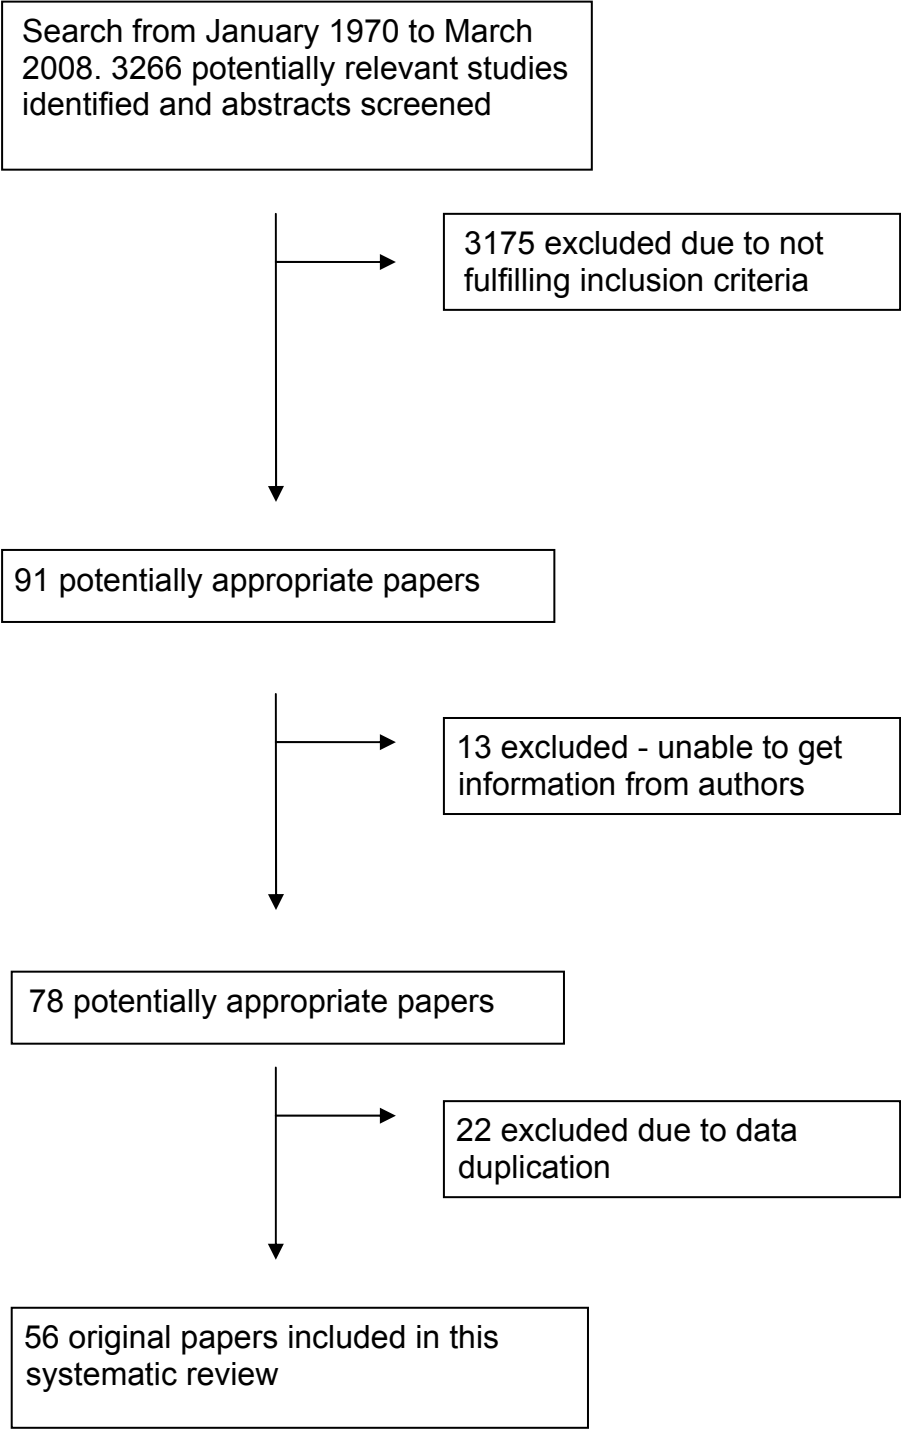 Search from January 1970 to March
2008. 3266 potentially relevant studies
identified and abstracts screened
3175 excluded due to not
fulfilling inclusion criteria
91 potentially appropriate papers
13 excluded - unable to get
information from authors
78 potentially appropriate papers
22 excluded due to data
duplication
56 original papers included in this
systematic review